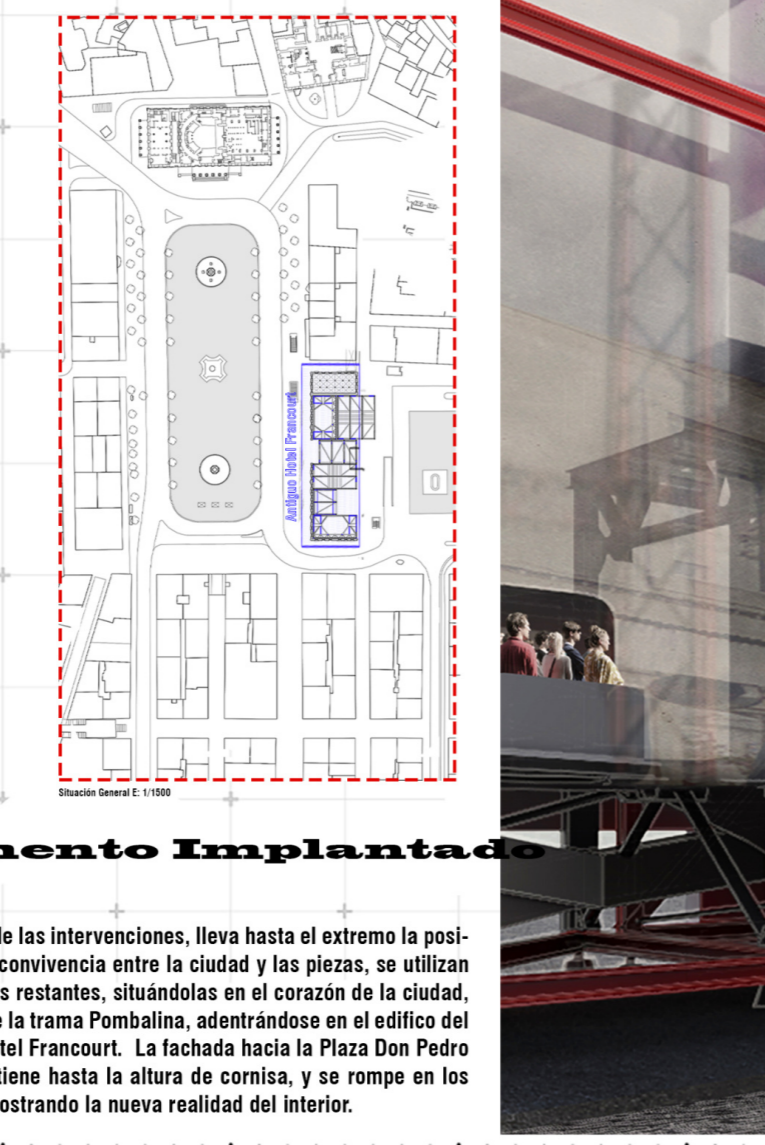 Antiguo Hotel Francourt
Situación General E: 1/1500
mento Implantado
de las intervenciones, lleva hasta el extremo la posi-
convivencia entre la ciudad y las piezas, se utilizan
s restantes, situándolas en el corazón de la ciudad,
e la trama Pombalina, adentrándose en el edifico del
tel Francourt. La fachada hacia la Plaza Don Pedro
tiene hasta la altura de cornisa, y se rompe en los
ostrando la nueva realidad del interior.